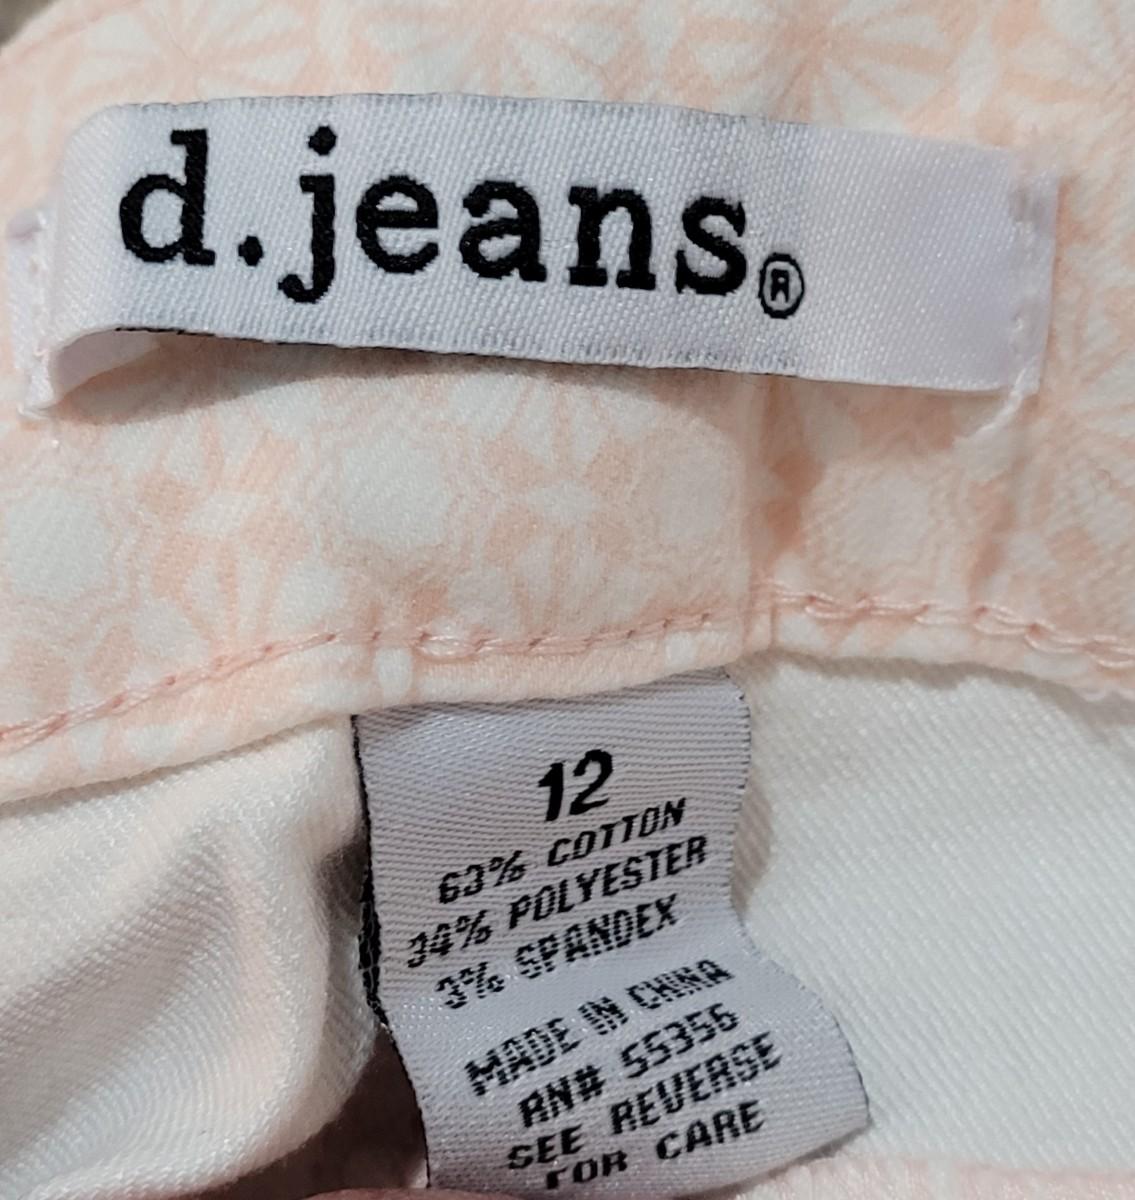 d.jeans®
12
63% COTTON
34% POLYESTER
3% SPANDEX
MADE IN CHINA
RN# 55356
SEE REVERSE
FOR CARE